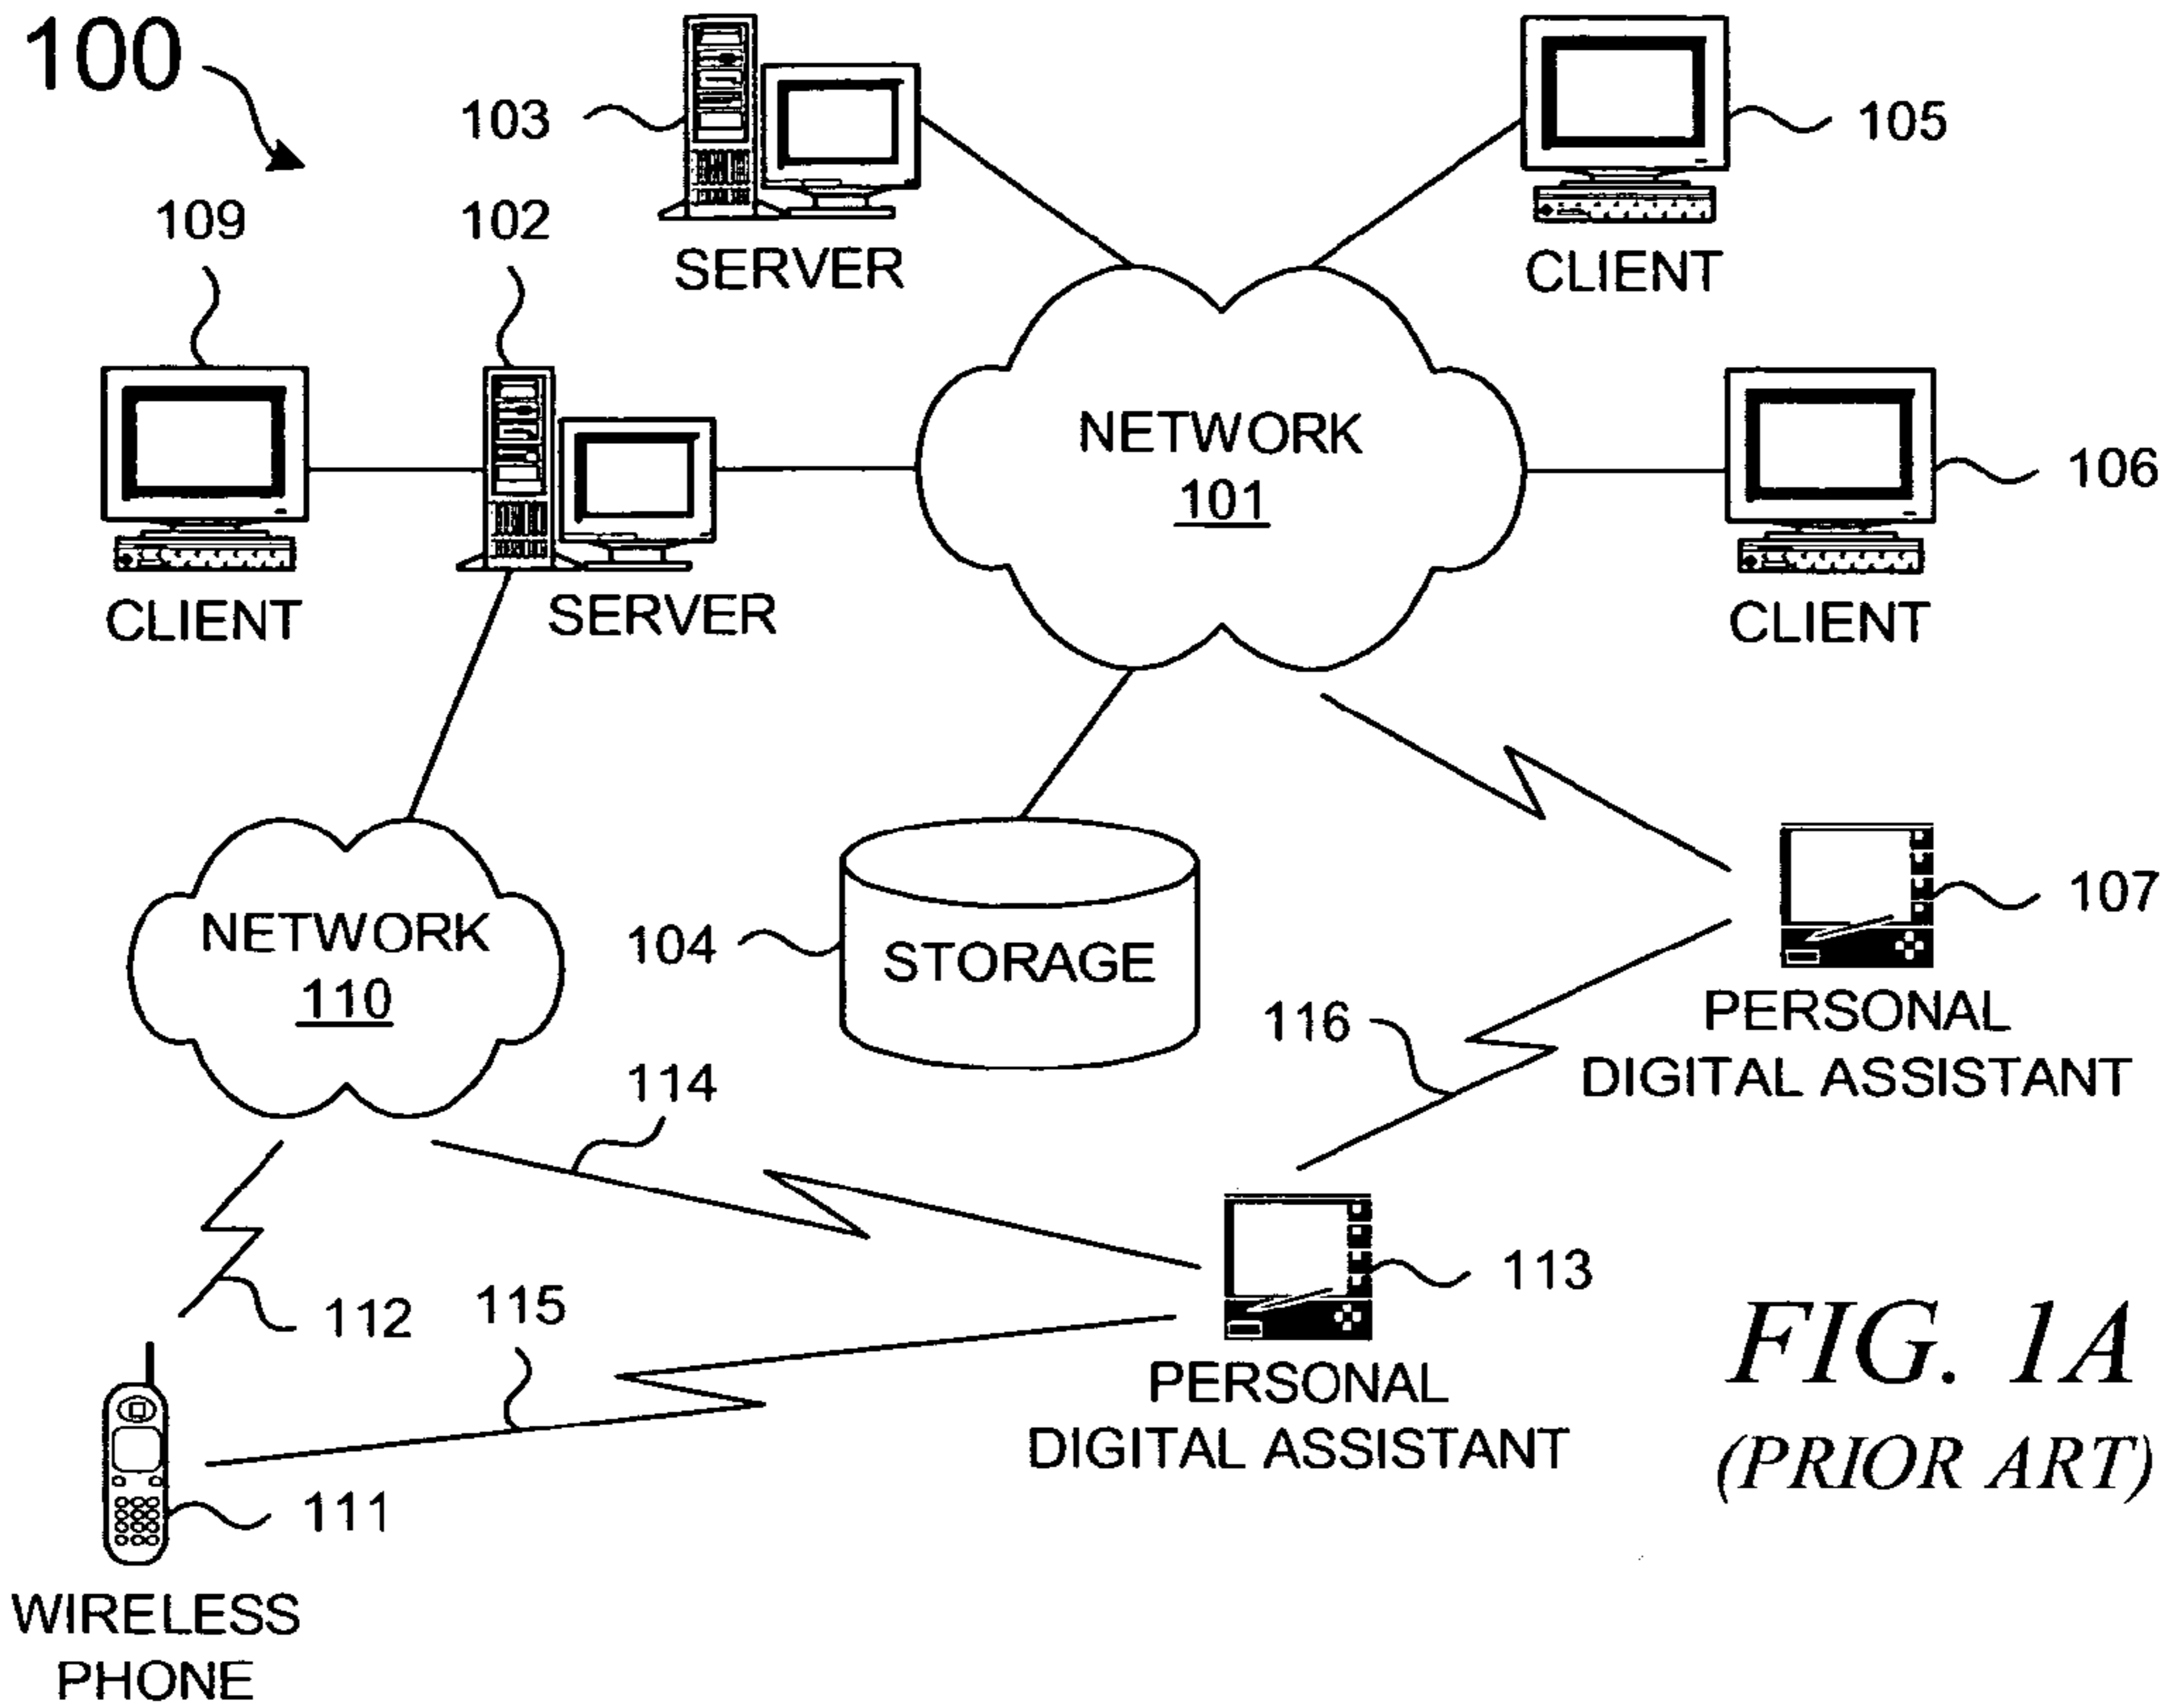 100
103
105
109
102
SERVER
CLIENT
NETWORK
101
106
CLIENT
SERVER
CLIENT
107
NETWORK
110
104
STORAGE
PERSONAL
DIGITAL ASSISTANT
116
114
113
112
115
PERSONAL
DIGITAL ASSISTANT
111
WIRELESS
PHONE
FIG. 1A
(PRIOR ART)